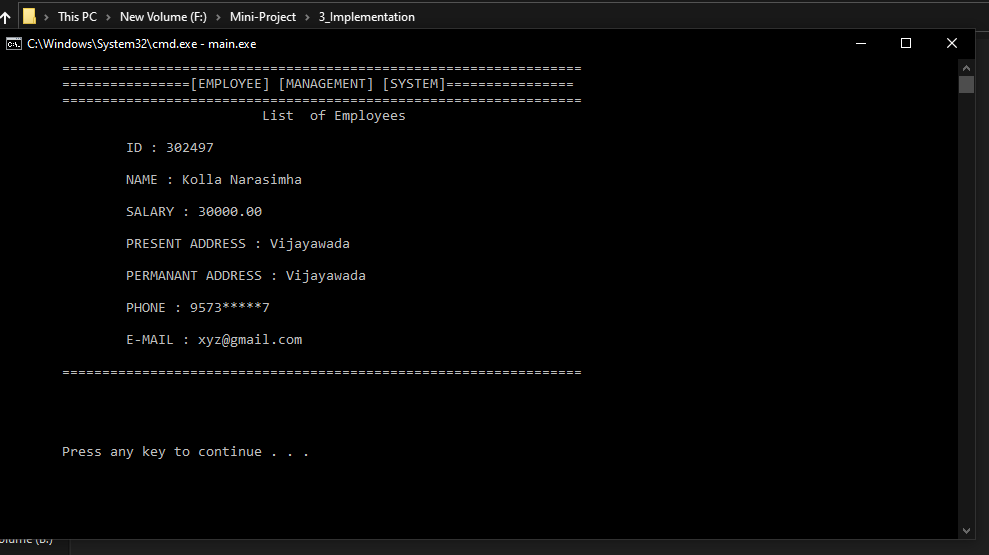 This PC > New Volume (F:) > Mini-Project > 3_Implementation
C:\Windows\System32\cmd.exe - main.exe
=================================================================
================[EMPLOYEE] [MANAGEMENT] [SYSTEM]================
=================================================================
List  of Employees
ID : 302497
NAME : Kolla Narasimha
SALARY : 30000.00
PRESENT ADDRESS : Vijayawada
PERMANANT ADDRESS : Vijayawada
PHONE : 9573*****7
E-MAIL : xyz@gmail.com
=================================================================
Press any key to continue . . .